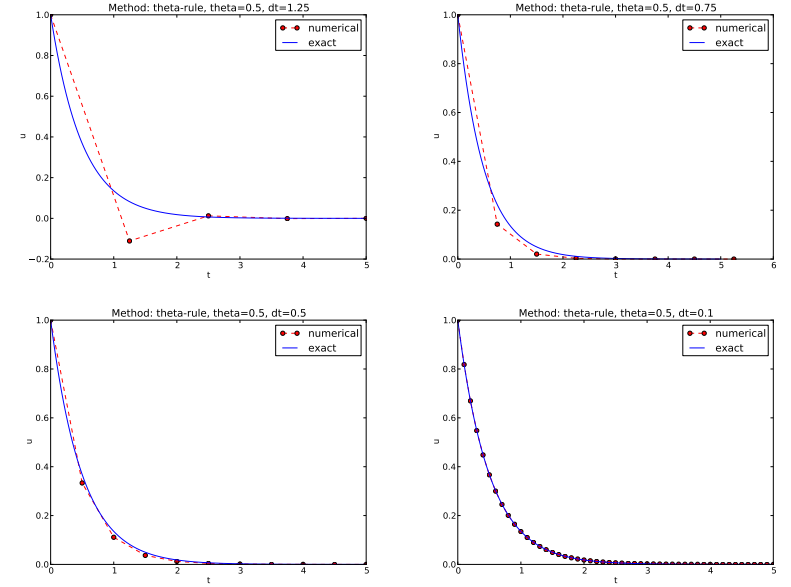 Method: theta-rule, theta=0.5, dt=1.25
1.0
0.8
0.6
0.4
0.2
0.0
−0.2
u
0 1 2 3 4 5
t
numerical
exact
Method: theta-rule, theta=0.5, dt=0.75
1.0
0.8
0.6
0.4
0.2
0.0
u
0 1 2 3 4 5 6
t
numerical
exact
Method: theta-rule, theta=0.5, dt=0.5
1.0
0.8
0.6
0.4
0.2
0.0
u
0 1 2 3 4 5
t
numerical
exact
Method: theta-rule, theta=0.5, dt=0.1
1.0
0.8
0.6
0.4
0.2
0.0
u
0 1 2 3 4 5
t
numerical
exact